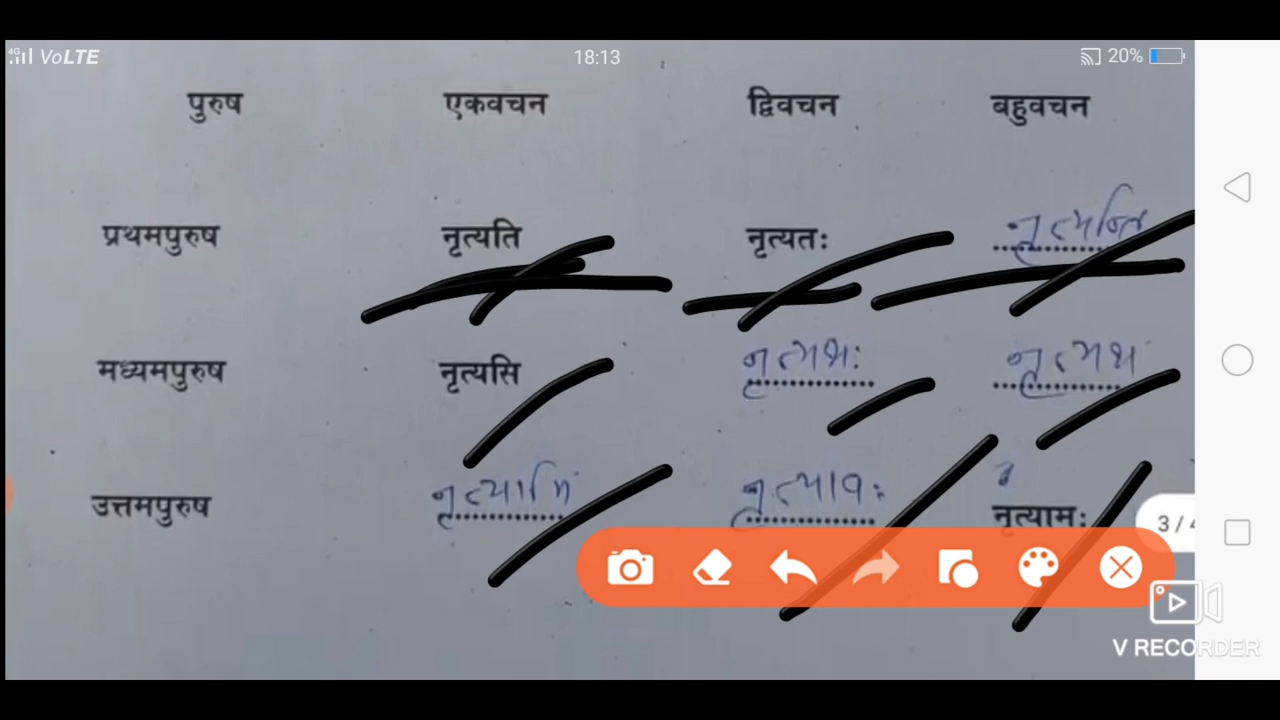 4G VoLTE 18:13 20%
पुरुष एकवचन द्विवचन बहुवचन
प्रथमपुरुष नृत्यति नृत्यतः नृत्यन्ति
मध्यमपुरुष नृत्यसि नृत्यथः नृत्यथ
उत्तमपुरुष नृत्यामि नृत्यावः नृत्यामः
3 / 4
V RECORDER